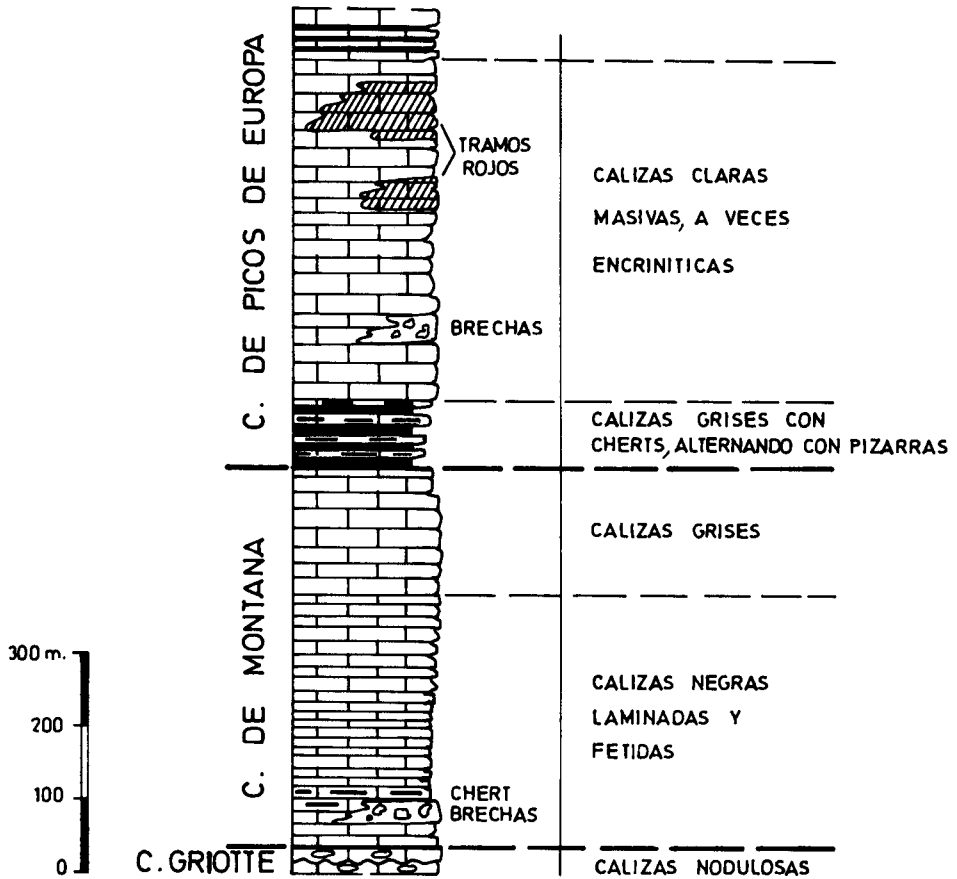 C. DE PICOS DE EUROPA
TRAMOS
ROJOS
CALIZAS CLARAS
MASIVAS, A VECES
ENCRINITICAS
BRECHAS
CALIZAS GRISES CON
CHERTS, ALTERNANDO CON PIZARRAS
C. DE MONTANA
CALIZAS GRISES
300 m.
200
100
0
CALIZAS NEGRAS
LAMINADAS Y
FETIDAS
CHERT
BRECHAS
C. GRIOTTE
CALIZAS NODULOSAS